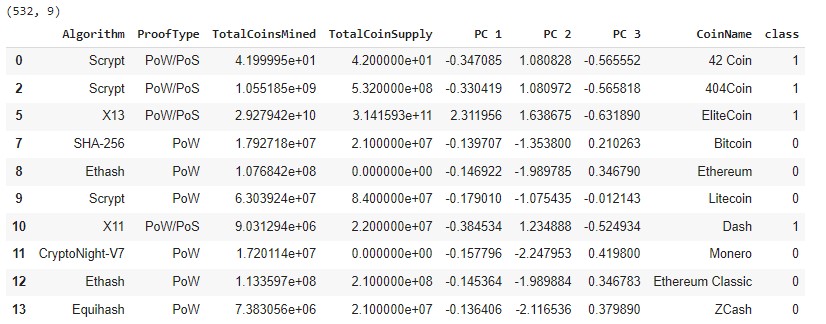 (532, 9)
Algorithm ProofType TotalCoinsMined TotalCoinSupply PC 1 PC 2 PC 3 CoinName class
0 Scrypt PoW/PoS 4.199995e+01 4.200000e+01 -0.347085 1.080828 -0.565552 42 Coin 1
2 Scrypt PoW/PoS 1.055185e+09 5.320000e+08 -0.330419 1.080972 -0.565818 404Coin 1
5 X13 PoW/PoS 2.927942e+10 3.141593e+11 2.311956 1.638675 -0.631890 EliteCoin 1
7 SHA-256 PoW 1.792718e+07 2.100000e+07 -0.139707 -1.353800 0.210263 Bitcoin 0
8 Ethash PoW 1.076842e+08 0.000000e+00 -0.146922 -1.989785 0.346790 Ethereum 0
9 Scrypt PoW 6.303924e+07 8.400000e+07 -0.179010 -1.075435 -0.012143 Litecoin 0
10 X11 PoW/PoS 9.031294e+06 2.200000e+07 -0.384534 1.234888 -0.524934 Dash 1
11 CryptoNight-V7 PoW 1.720114e+07 0.000000e+00 -0.157796 -2.247953 0.419800 Monero 0
12 Ethash PoW 1.133597e+08 2.100000e+08 -0.145364 -1.989884 0.346783 Ethereum Classic 0
13 Equihash PoW 7.383056e+06 2.100000e+07 -0.136406 -2.116536 0.379890 ZCash 0